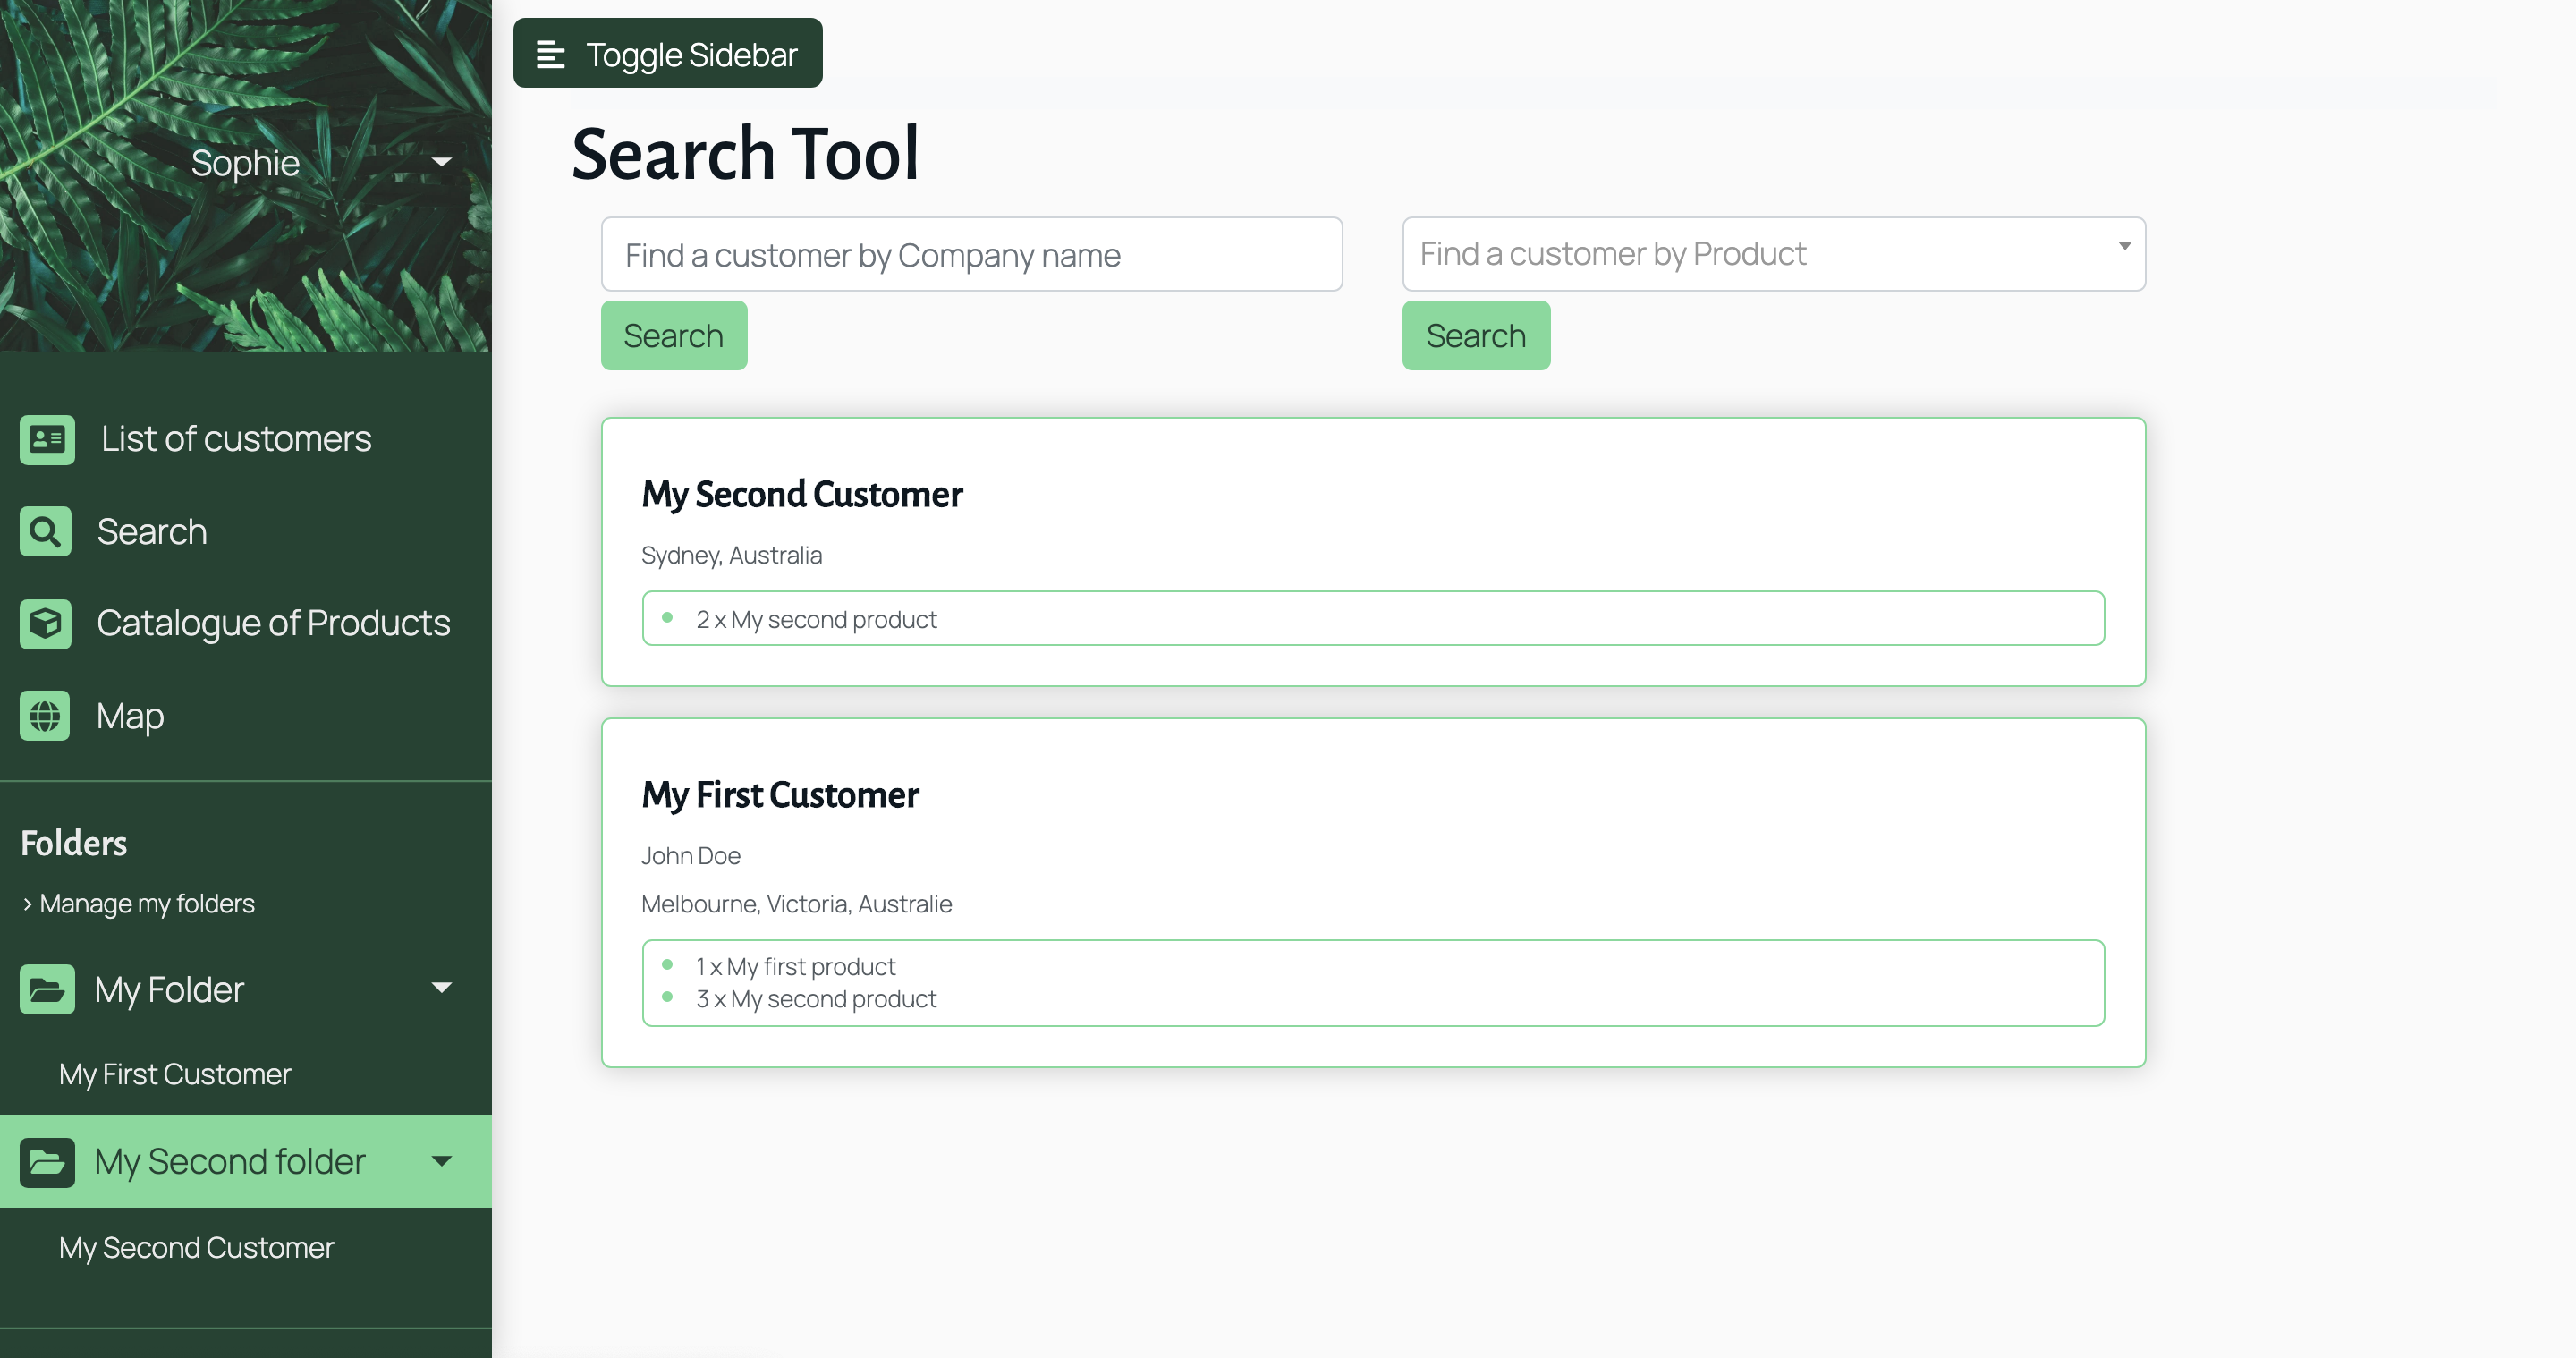 Sophie
List of customers
Search
Catalogue of Products
Map
Folders
› Manage my folders
My Folder
My First Customer
My Second folder
My Second Customer
Toggle Sidebar
Search Tool
Find a customer by Company name
Search
Find a customer by Product
Search
My Second Customer
Sydney, Australia
2 x My second product
My First Customer
John Doe
Melbourne, Victoria, Australie
1 x My first product
3 x My second product